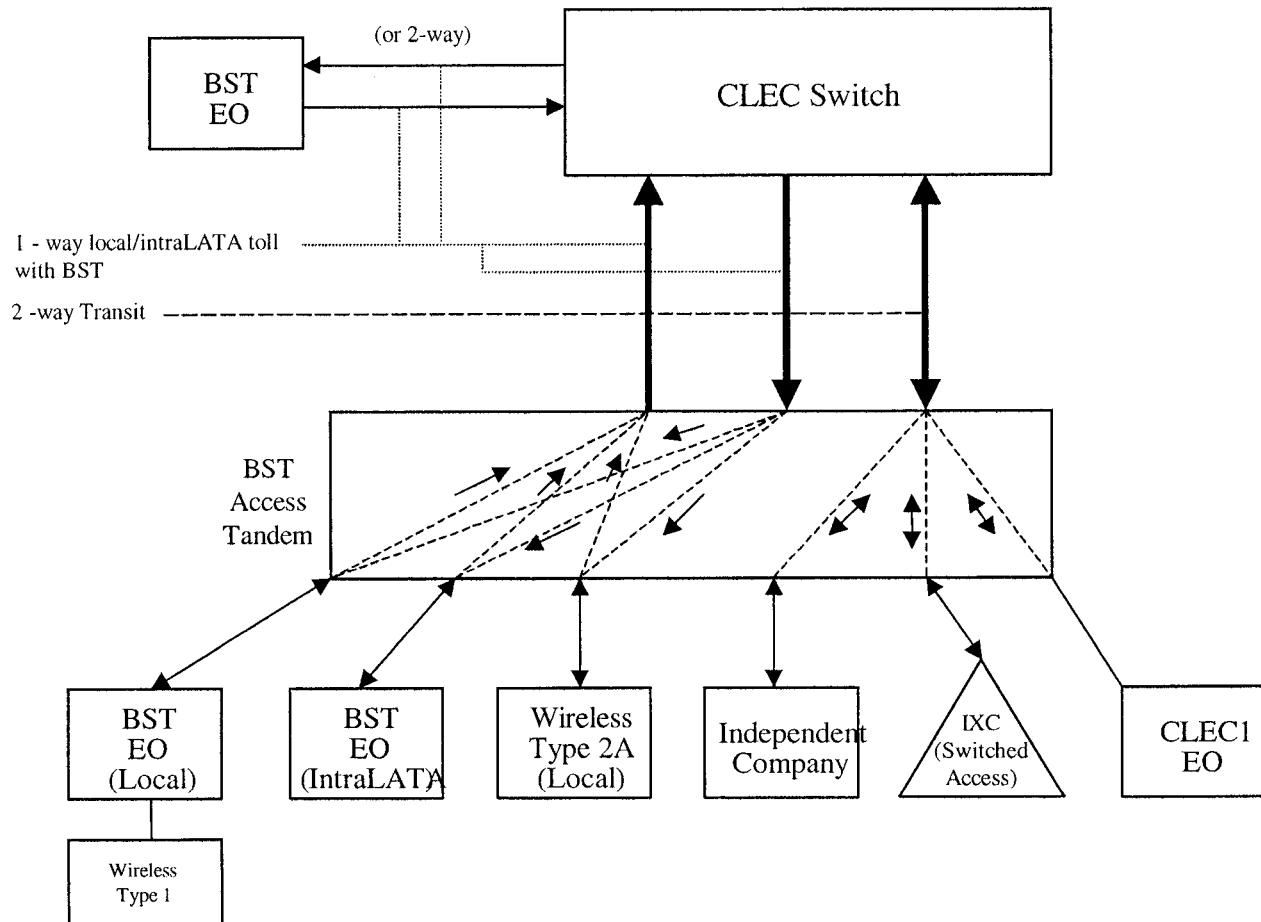 (or 2-way)
BST
EO
CLEC Switch
1 - way local/intraLATA toll
with BST
2 -way Transit
BST
Access
Tandem
BST
EO
(Local)
BST
EO
(IntraLATA)
Wireless
Type 2A
(Local)
Independent
Company
IXC
(Switched
Access)
CLEC1
EO
Wireless
Type 1